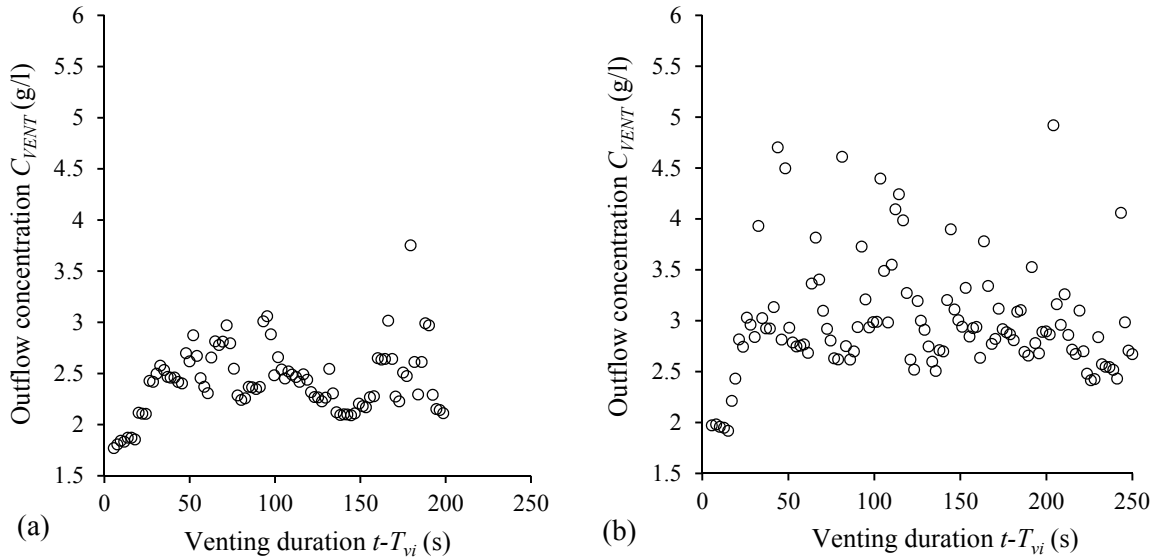 Outflow concentration C_VENT (g/l)
6
5.5
5
4.5
4
3.5
3
2.5
2
1.5
0 50 100 150 200 250
Venting duration t-T_vi (s)
(a)
Outflow concentration C_VENT (g/l)
6
5.5
5
4.5
4
3.5
3
2.5
2
1.5
0 50 100 150 200 250
Venting duration t-T_vi (s)
(b)